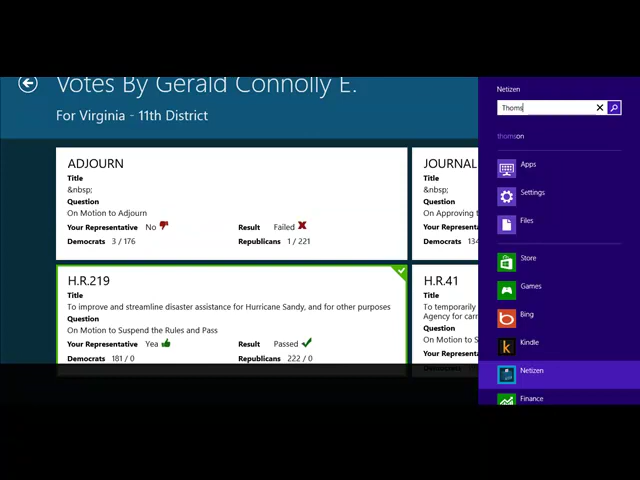 Votes By Gerald Connolly E.
For Virginia - 11th District
ADJOURN
Title
&nbsp;
Question
On Motion to Adjourn
Your Representative No Result Failed
Democrats 3 / 176 Republicans 1 / 221
JOURNAL
Title
&nbsp;
Question
On Approving t
Your Represent
Democrats 134
H.R.219
Title
To improve and streamline disaster assistance for Hurricane Sandy, and for other purposes
Question
On Motion to Suspend the Rules and Pass
Your Representative Yea Result Passed
Democrats 181 / 0 Republicans 222 / 0
H.R.41
Title
To temporarily
Agency for carr
Question
On Motion to S
Your Represent
Netizen
Thoms
thomson
Apps
Settings
Files
Store
Games
Bing
Kindle
Netizen
Finance